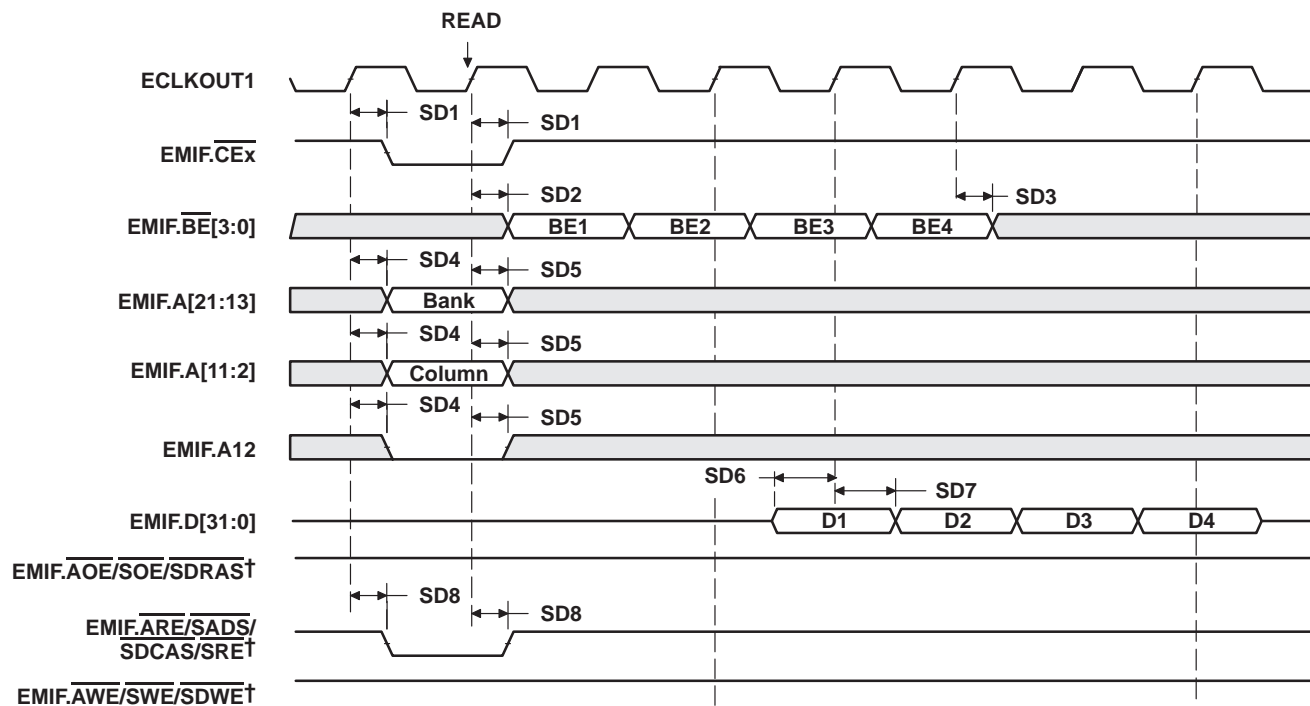 READ
ECLKOUT1
SD1
SD1
EMIF.CEx
SD2
SD3
EMIF.BE[3:0]
BE1 BE2 BE3 BE4
SD4
SD5
EMIF.A[21:13]
Bank
SD4
SD5
EMIF.A[11:2]
Column
SD4
SD5
EMIF.A12
SD6
SD7
EMIF.D[31:0]
D1 D2 D3 D4
EMIF.AOE/SOE/SDRAS†
SD8
SD8
EMIF.ARE/SADS/
SDCAS/SRE†
EMIF.AWE/SWE/SDWE†